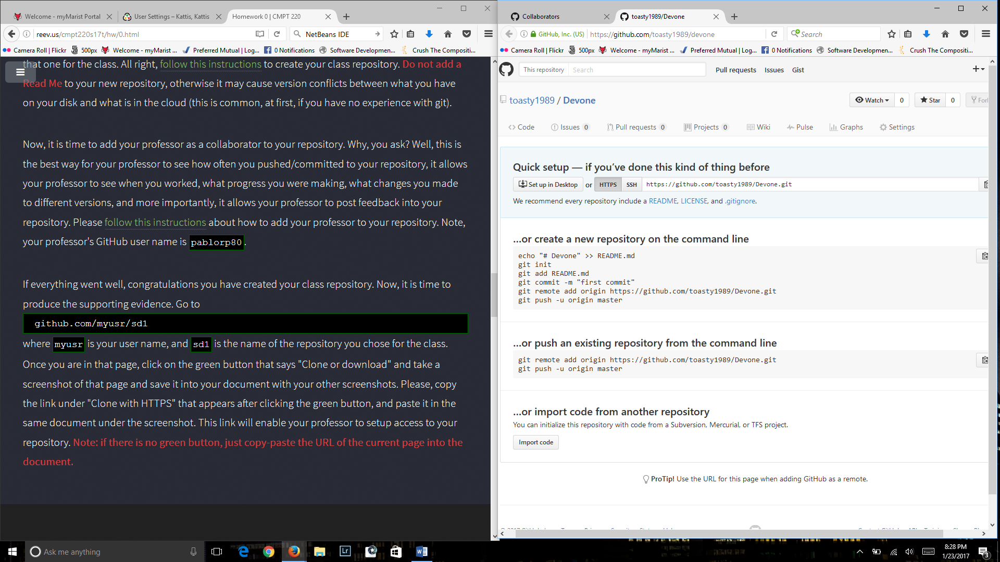 Welcome - myMarist Portal
User Settings – Kattis, Kattis
Homework 0 | CMPT 220
reev.us/cmpt220s17t/hw/0.html
NetBeans IDE
Camera Roll | Flickr
500px
Welcome - myMarist ...
Preferred Mutual | Log...
0 Notifications
Software Developmen...
Crush The Compositi...
that one for the class. All right, follow this instructions to create your class repository. Do not add a
Read Me to your new repository, otherwise it may cause version conflicts between what you have
on your disk and what is in the cloud (this is common, at first, if you have no experience with git).
Now, it is time to add your professor as a collaborator to your repository. Why, you ask? Well, this is
the best way for your professor to see how often you pushed/committed to your repository, it allows
your professor to see when you worked, what progress you were making, what changes you made
to different versions, and more importantly, it allows your professor to post feedback into your
repository. Please follow this instructions about how to add your professor to your repository. Note,
your professor's GitHub user name is pablorp80.
If everything went well, congratulations you have created your class repository. Now, it is time to
produce the supporting evidence. Go to
github.com/myusr/sd1
where myusr is your user name, and sd1 is the name of the repository you chose for the class.
Once you are in that page, click on the green button that says "Clone or download" and take a
screenshot of that page and save it into your document with your other screenshots. Please, copy
the link under "Clone with HTTPS" that appears after clicking the green button, and paste it in the
same document under the screenshot. This link will enable your professor to setup access to your
repository. Note: if there is no green button, just copy-paste the URL of the current page into the
document.
Collaborators
toasty1989/Devone
GitHub, Inc. (US)
https://github.com/toasty1989/devone
Search
Camera Roll | Flickr
500px
Welcome - myMarist ...
Preferred Mutual | Log...
0 Notifications
Software Developmen...
Crush The Compositi...
This repository
Search
Pull requests
Issues
Gist
toasty1989 / Devone
Watch
0
Star
0
For
Code
Issues 0
Pull requests 0
Projects 0
Wiki
Pulse
Graphs
Settings
Quick setup — if you've done this kind of thing before
Set up in Desktop
or
HTTPS
SSH
https://github.com/toasty1989/Devone.git
We recommend every repository include a README, LICENSE, and .gitignore.
…or create a new repository on the command line
echo "# Devone" >> README.md
git init
git add README.md
git commit -m "first commit"
git remote add origin https://github.com/toasty1989/Devone.git
git push -u origin master
…or push an existing repository from the command line
git remote add origin https://github.com/toasty1989/Devone.git
git push -u origin master
…or import code from another repository
You can initialize this repository with code from a Subversion, Mercurial, or TFS project.
Import code
ProTip! Use the URL for this page when adding GitHub as a remote.
Ask me anything
Lr
8:28 PM
1/23/2017
3